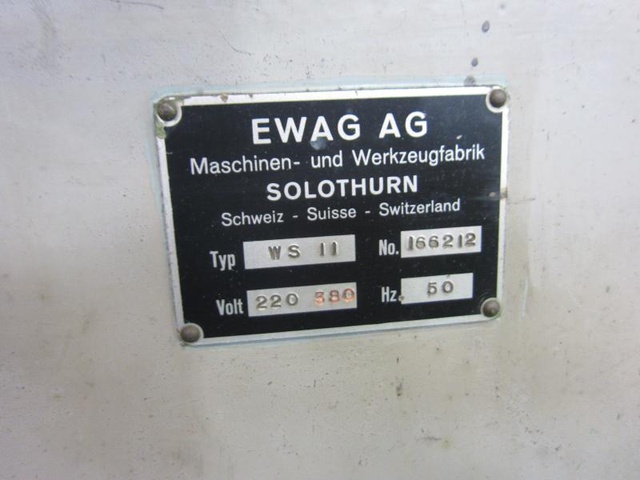 EWAG AG
Maschinen- und Werkzeugfabrik
SOLOTHURN
Schweiz - Suisse - Switzerland
Typ WS 11 No. 166212
Volt 220 380 Hz. 50